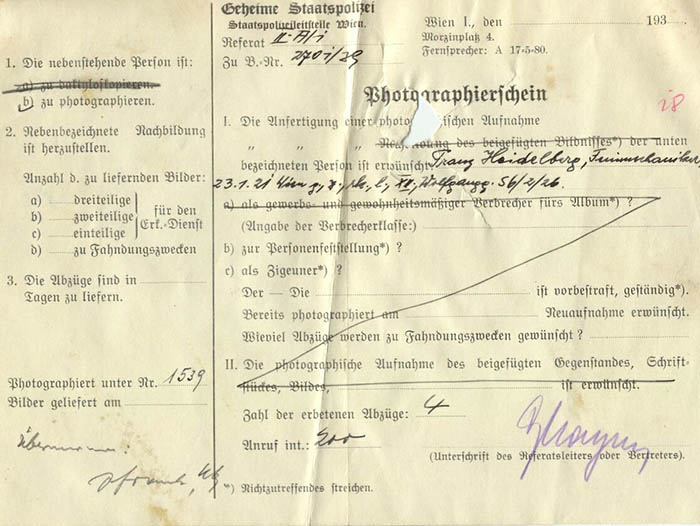 1. Die nebenstehende Person ist:
a) zu daktyloskopieren.
b) zu photographieren.
2. Nebenbezeichnete Nachbildung
ist herzustellen.
Anzahl d. zu liefernden Bilder:
a) dreiteilige
b) zweiteilige
c) einteilige
für den
Erk.-Dienst
d) zu Fahndungszwecken
3. Die Abzüge sind in
Tagen zu liefern.
Photographiert unter Nr. 1539
Bilder geliefert am
Geheime Staatspolizei
Staatspolizeileitstelle Wien.
Referat II
Zu B.-Nr. 270
Wien I., den 193
Morzinplatz 4.
Fernsprecher: A 17-5-80.
Photographierschein
I. Die Anfertigung einer photo ischen Aufnahme
" " " des beigefügten Bildnisses*) der unten
bezeichneten Person ist erwünscht Franz Heidelberg,
23.1.21 Wien 56/2/26.
a) als gewerbs- und gewohnheitsmäßiger Verbrecher fürs Album*) ?
(Angabe der Verbrecherklasse:)
b) zur Personenfeststellung*) ?
c) als Zigeuner*) ?
Der – Die ist vorbestraft, geständig*).
Bereits photographiert am Neuaufnahme erwünscht.
Wieviel Abzüge werden zu Fahndungszwecken gewünscht ?
II. Die photographische Aufnahme des beigefügten Gegenstandes, Schrift-
stückes, Bildes, ist erwünscht.
Zahl der erbetenen Abzüge: 4
Anruf int.: 200
(Unterschrift des Referatsleiters oder Vertreters).
*) Nichtzutreffendes streichen.